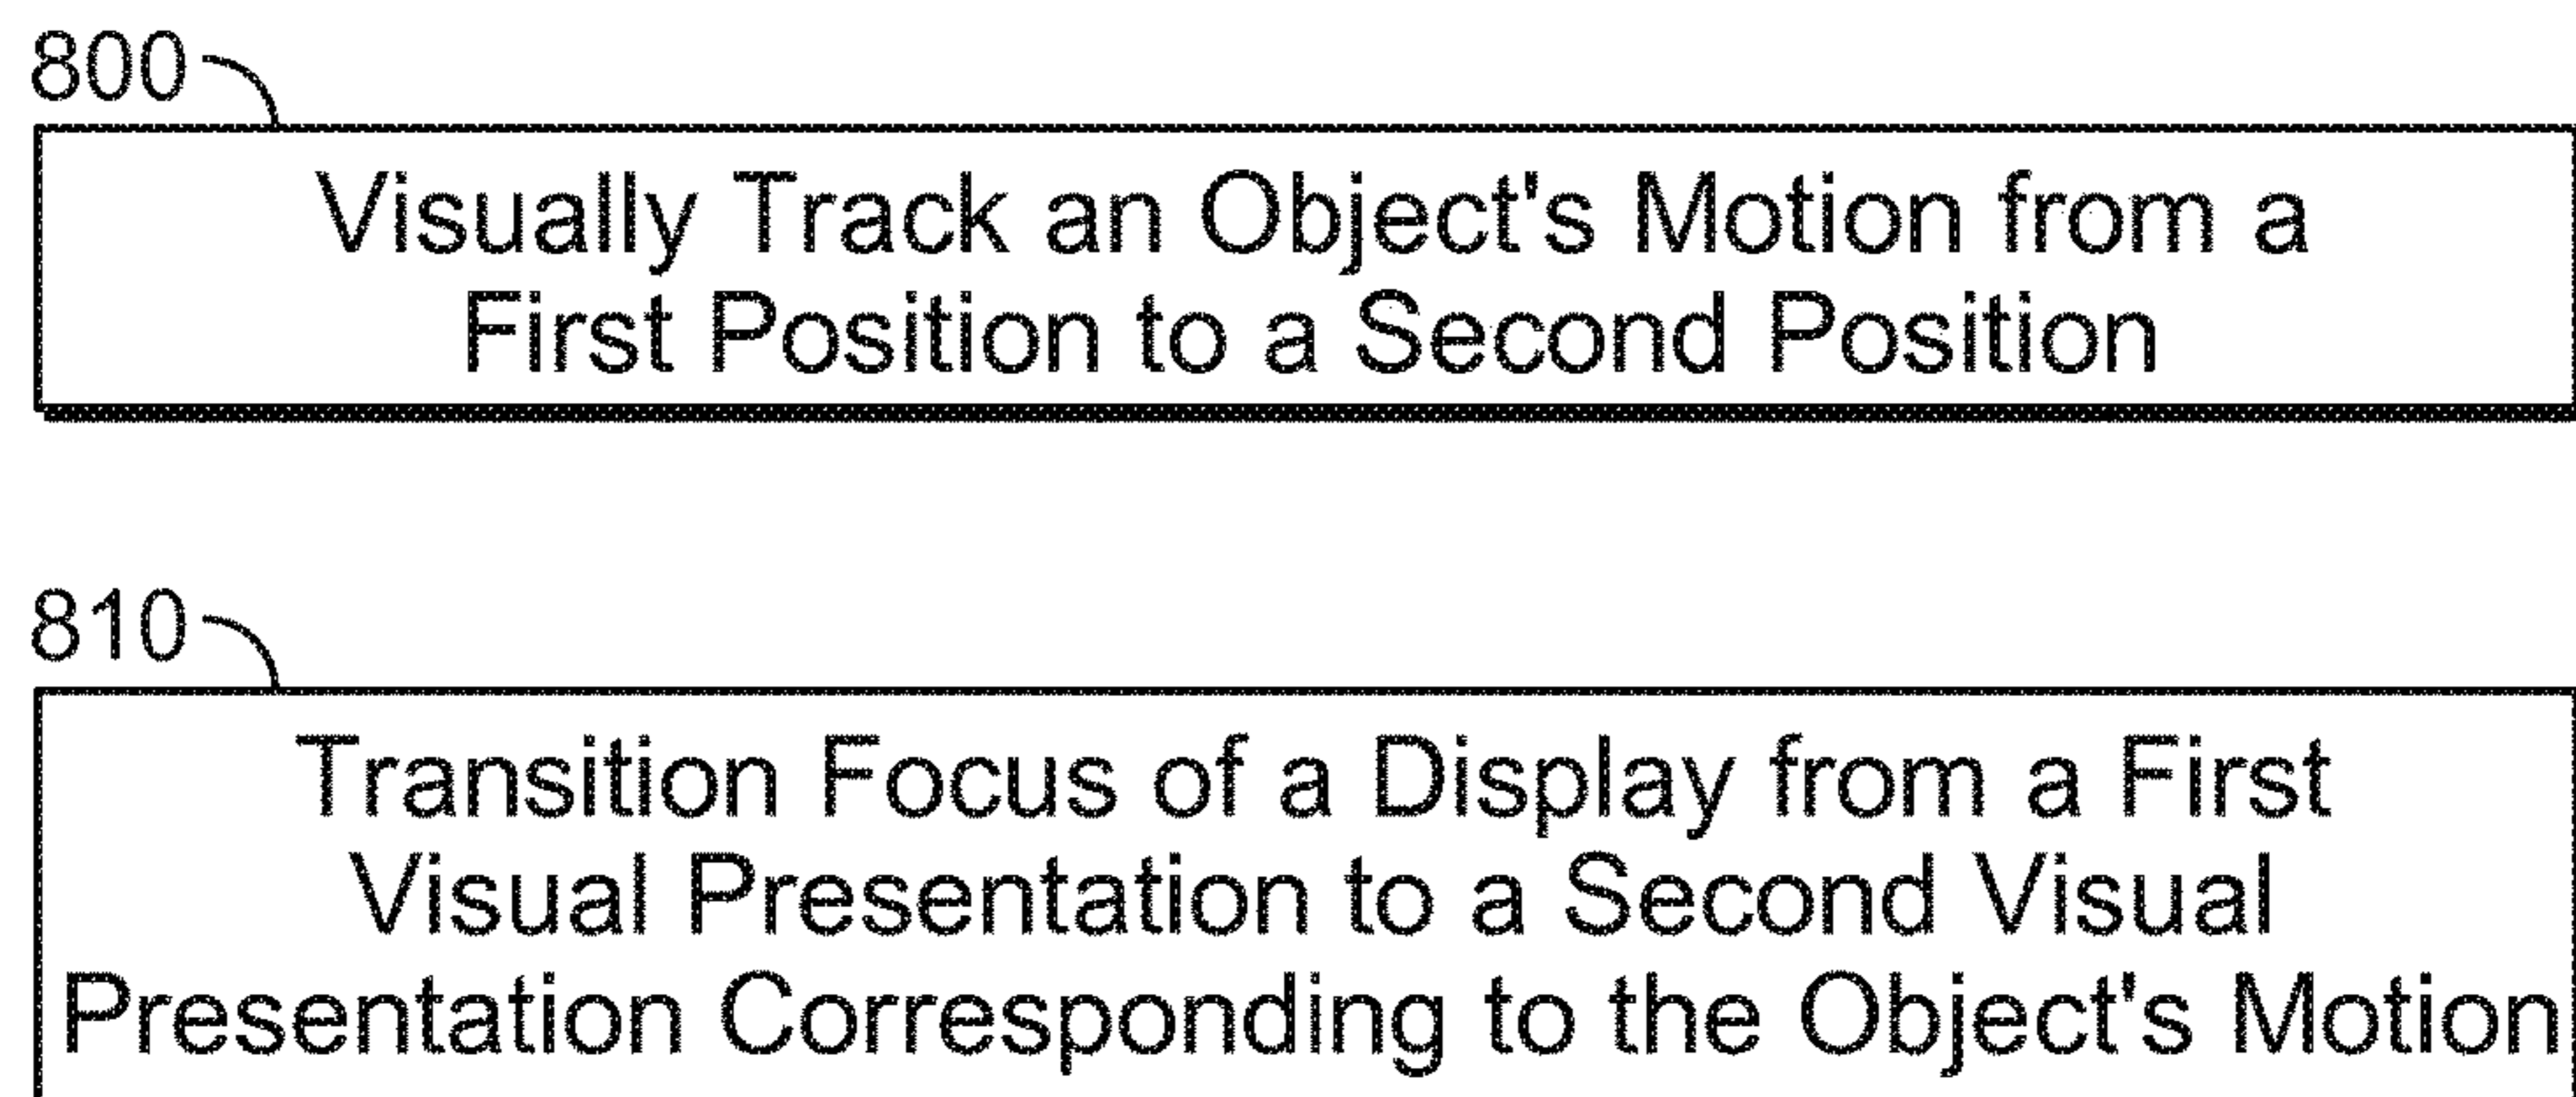 800
Visually Track an Object's Motion from a
First Position to a Second Position
810
Transition Focus of a Display from a First
Visual Presentation to a Second Visual
Presentation Corresponding to the Object's Motion